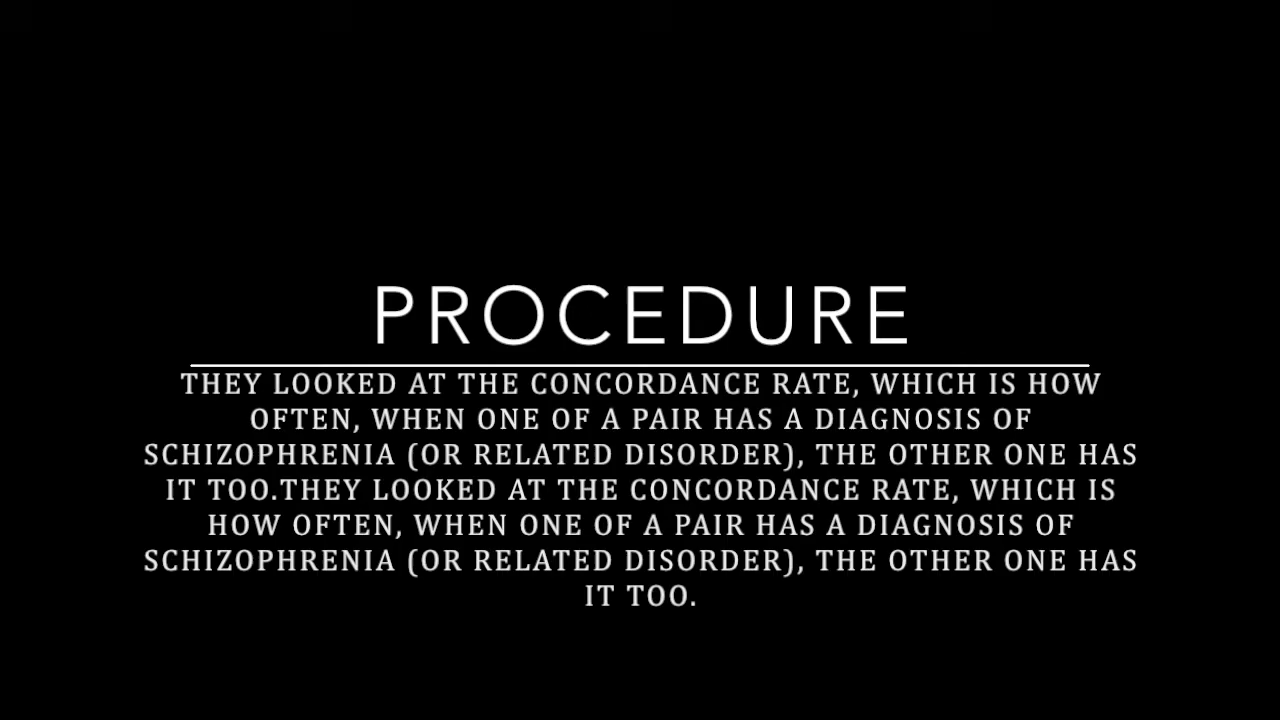 PROCEDURE
THEY LOOKED AT THE CONCORDANCE RATE, WHICH IS HOW
OFTEN, WHEN ONE OF A PAIR HAS A DIAGNOSIS OF
SCHIZOPHRENIA (OR RELATED DISORDER), THE OTHER ONE HAS
IT TOO.THEY LOOKED AT THE CONCORDANCE RATE, WHICH IS
HOW OFTEN, WHEN ONE OF A PAIR HAS A DIAGNOSIS OF
SCHIZOPHRENIA (OR RELATED DISORDER), THE OTHER ONE HAS
IT TOO.